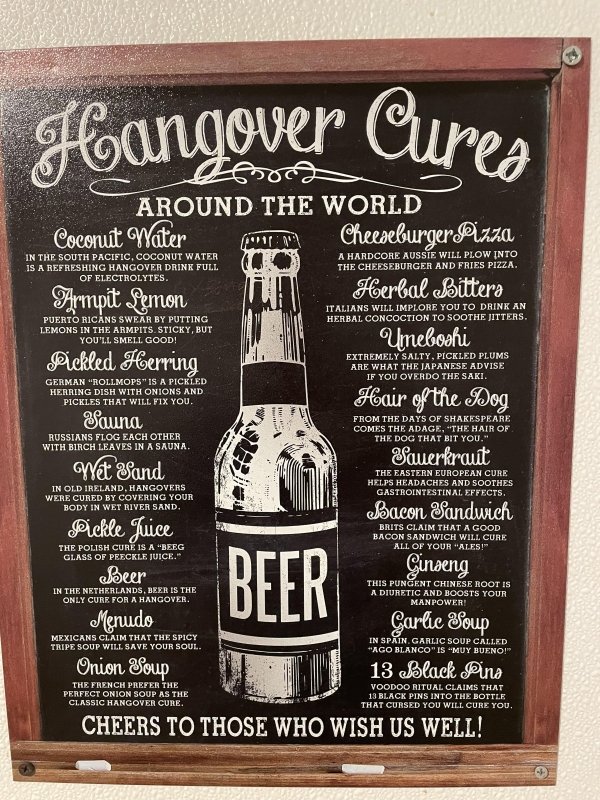 Hangover Cures
AROUND THE WORLD
Coconut Water
IN THE SOUTH PACIFIC, COCONUT WATER
IS A REFRESHING HANGOVER DRINK FULL
OF ELECTROLYTES.
Armpit Lemon
PUERTO RICANS SWEAR BY PUTTING
LEMONS IN THE ARMPITS. STICKY, BUT
YOU'LL SMELL GOOD!
Pickled Herring
GERMAN "ROLLMOPS" IS A PICKLED
HERRING DISH WITH ONIONS AND
PICKLES THAT WILL FIX YOU.
Sauna
RUSSIANS FLOG EACH OTHER
WITH BIRCH LEAVES IN A SAUNA.
Wet Sand
IN OLD IRELAND, HANGOVERS
WERE CURED BY COVERING YOUR
BODY IN WET RIVER SAND.
Pickle Juice
THE POLISH CURE IS A "BEEG
GLASS OF PEECKLE JUICE."
Beer
IN THE NETHERLANDS, BEER IS THE
ONLY CURE FOR A HANGOVER.
Menudo
MEXICANS CLAIM THAT THE SPICY
TRIPE SOUP WILL SAVE YOUR SOUL.
Onion Soup
THE FRENCH PREFER THE
PERFECT ONION SOUP AS THE
CLASSIC HANGOVER CURE.
BEER
Cheeseburger Pizza
A HARDCORE AUSSIE WILL PLOW INTO
THE CHEESEBURGER AND FRIES PIZZA.
Herbal Bitters
ITALIANS WILL IMPLORE YOU TO DRINK AN
HERBAL CONCOCTION TO SOOTHE JITTERS.
Umeboshi
EXTREMELY SALTY, PICKLED PLUMS
ARE WHAT THE JAPANESE ADVISE
IF YOU OVERDO THE SAKI.
Hair of the Dog
FROM THE DAYS OF SHAKESPEARE
COMES THE ADAGE, "THE HAIR OF
THE DOG THAT BIT YOU."
Sauerkraut
THE EASTERN EUROPEAN CURE
HELPS HEADACHES AND SOOTHES
GASTROINTESTINAL EFFECTS.
Bacon Sandwich
BRITS CLAIM THAT A GOOD
BACON SANDWICH WILL CURE
ALL OF YOUR "ALES!"
Ginseng
THIS PUNGENT CHINESE ROOT IS
A DIURETIC AND BOOSTS YOUR
MANPOWER!
Garlic Soup
IN SPAIN, GARLIC SOUP CALLED
"AGO BLANCO" IS "MUY BUENO!"
13 Black Pins
VOODOO RITUAL CLAIMS THAT
13 BLACK PINS INTO THE BOTTLE
THAT CURSED YOU WILL CURE YOU.
CHEERS TO THOSE WHO WISH US WELL!